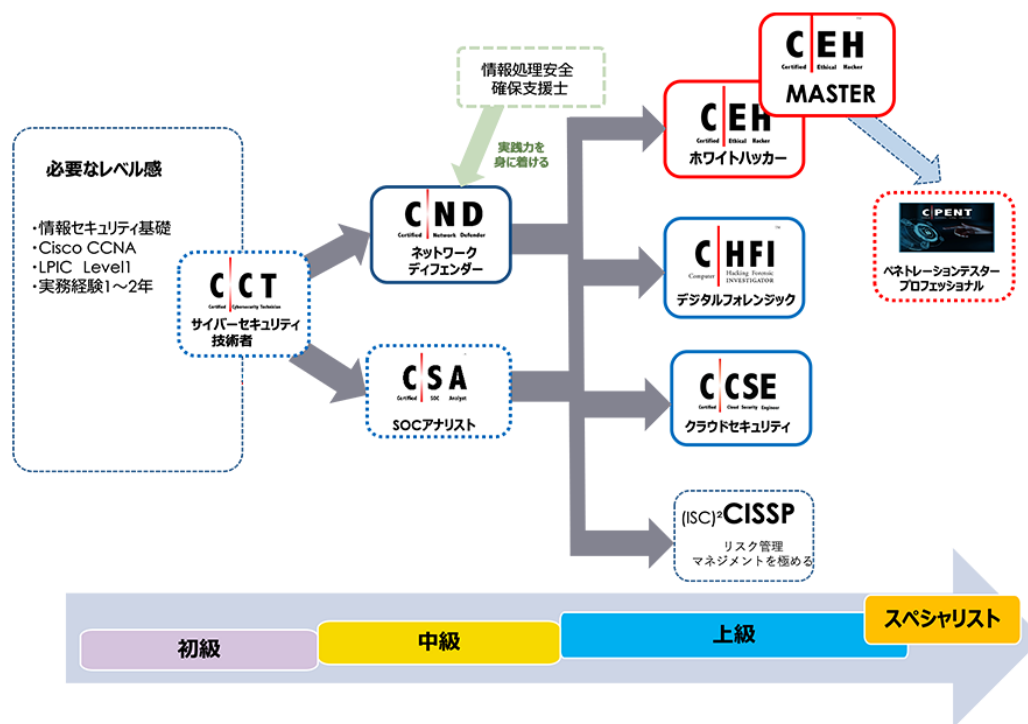 必要なレベル感
・情報セキュリティ基礎
・Cisco CCNA
・LPIC Level1
・実務経験1～2年
C CT
Certified Cybersecurity Technician
サイバーセキュリティ
技術者
情報処理安全
確保支援士
実践力を
身に着ける
C ND
Certified Network Defender
ネットワーク
ディフェンダー
C SA
Certified SOC Analyst
SOCアナリスト
C EH
Certified Ethical Hacker
ホワイトハッカー
C EH
Certified Ethical Hacker
MASTER
C HFI
TM
Computer Hacking Forensic
INVESTIGATOR
デジタルフォレンジック
C CSE
Certified Cloud Security Engineer
クラウドセキュリティ
(ISC)²CISSP
リスク管理
マネジメントを極める
C PENT
ペネトレーションテスター
プロフェッショナル
初級
中級
上級
スペシャリスト